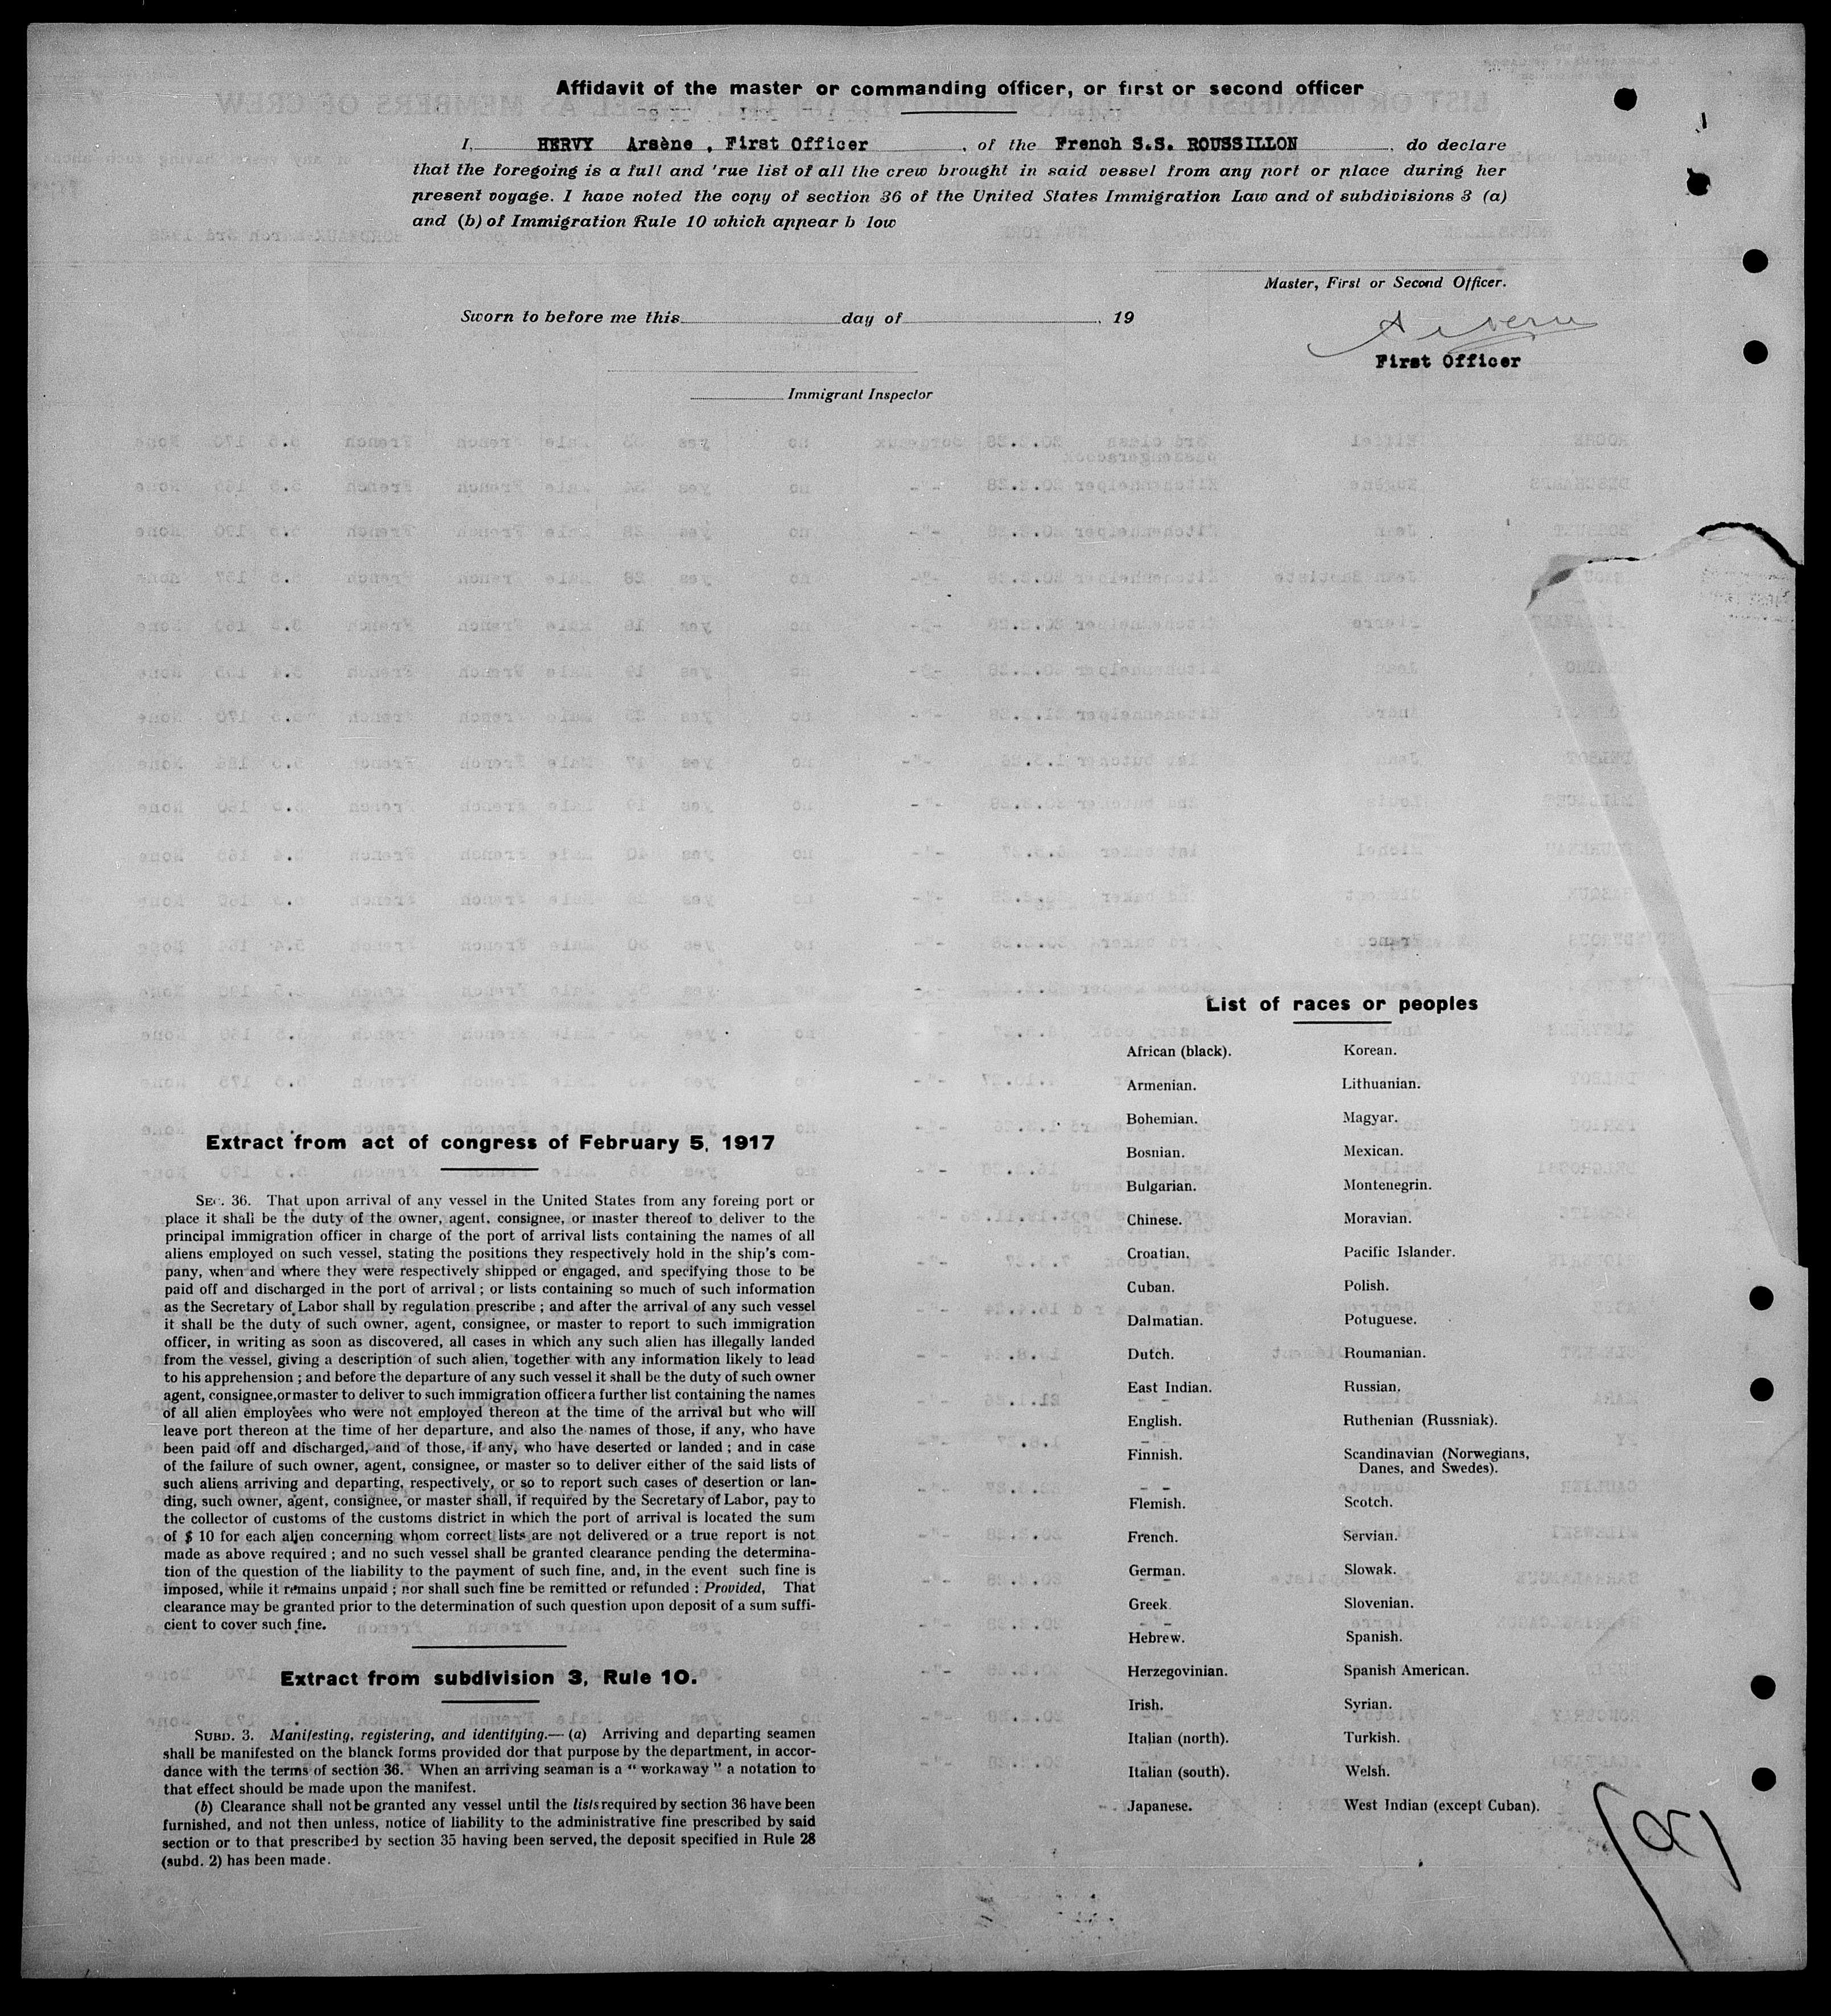 Affidavit of the master or commanding officer, or first or second officer
I, HERVY Arsène , First Officer , of the French S.S. ROUSSILLON , do declare
that the foregoing is a full and 'rue list of all the crew brought in said vessel from any port or place during her
present voyage. I have noted the copy of section 36 of the United States Immigration Law and of subdivisions 3 (a)
and (b) of Immigration Rule 10 which appear b low
Master, First or Second Officer.
Sworn to before me this day of , 19
First Officer
Immigrant Inspector
List of races or peoples
African (black). Korean.
Armenian. Lithuanian.
Bohemian. Magyar.
Bosnian. Mexican.
Bulgarian. Montenegrin.
Chinese. Moravian.
Croatian. Pacific Islander.
Cuban. Polish.
Dalmatian. Potuguese.
Dutch. Roumanian.
East Indian. Russian.
English. Ruthenian (Russniak).
Finnish. Scandinavian (Norwegians,
Danes, and Swedes).
Flemish. Scotch.
French. Servian.
German. Slowak.
Greek. Slovenian.
Hebrew. Spanish.
Herzegovinian. Spanish American.
Irish. Syrian.
Italian (north). Turkish.
Italian (south). Welsh.
Japanese. West Indian (except Cuban).
Extract from act of congress of February 5, 1917
SEC. 36. That upon arrival of any vessel in the United States from any foreing port or
place it shall be the duty of the owner, agent, consignee, or master thereof to deliver to the
principal immigration officer in charge of the port of arrival lists containing the names of all
aliens employed on such vessel, stating the positions they respectively hold in the ship's com-
pany, when and where they were respectively shipped or engaged, and specifying those to be
paid off and discharged in the port of arrival ; or lists containing so much of such information
as the Secretary of Labor shall by regulation prescribe ; and after the arrival of any such vessel
it shall be the duty of such owner, agent, consignee, or master to report to such immigration
officer, in writing as soon as discovered, all cases in which any such alien has illegally landed
from the vessel, giving a description of such alien, together with any information likely to lead
to his apprehension ; and before the departure of any such vessel it shall be the duty of such owner
agent, consignee, or master to deliver to such immigration officer a further list containing the names
of all alien employees who were not employed thereon at the time of the arrival but who will
leave port thereon at the time of her departure, and also the names of those, if any, who have
been paid off and discharged, and of those, if any, who have deserted or landed ; and in case
of the failure of such owner, agent, consignee, or master so to deliver either of the said lists of
such aliens arriving and departing, respectively, or so to report such cases of desertion or lan-
ding, such owner, agent, consignee, or master shall, if required by the Secretary of Labor, pay to
the collector of customs of the customs district in which the port of arrival is located the sum
of $ 10 for each alien concerning whom correct lists are not delivered or a true report is not
made as above required ; and no such vessel shall be granted clearance pending the determina-
tion of the question of the liability to the payment of such fine, and, in the event such fine is
imposed, while it remains unpaid ; nor shall such fine be remitted or refunded : Provided, That
clearance may be granted prior to the determination of such question upon deposit of a sum suffi-
cient to cover such fine.
Extract from subdivision 3, Rule 10.
SUBD. 3. Manifesting, registering, and identifying.— (a) Arriving and departing seamen
shall be manifested on the blanck forms provided dor that purpose by the department, in accor-
dance with the terms of section 36. When an arriving seaman is a " workaway " a notation to
that effect should be made upon the manifest.
(b) Clearance shall not be granted any vessel until the lists required by section 36 have been
furnished, and not then unless, notice of liability to the administrative fine prescribed by said
section or to that prescribed by section 35 having been served, the deposit specified in Rule 28
(subd. 2) has been made.